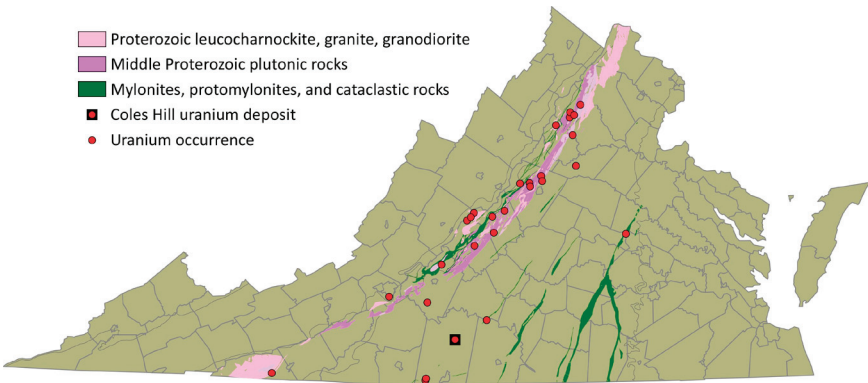 Proterozoic leucocharnockite, granite, granodiorite
Middle Proterozoic plutonic rocks
Mylonites, protomylonites, and cataclastic rocks
Coles Hill uranium deposit
Uranium occurrence